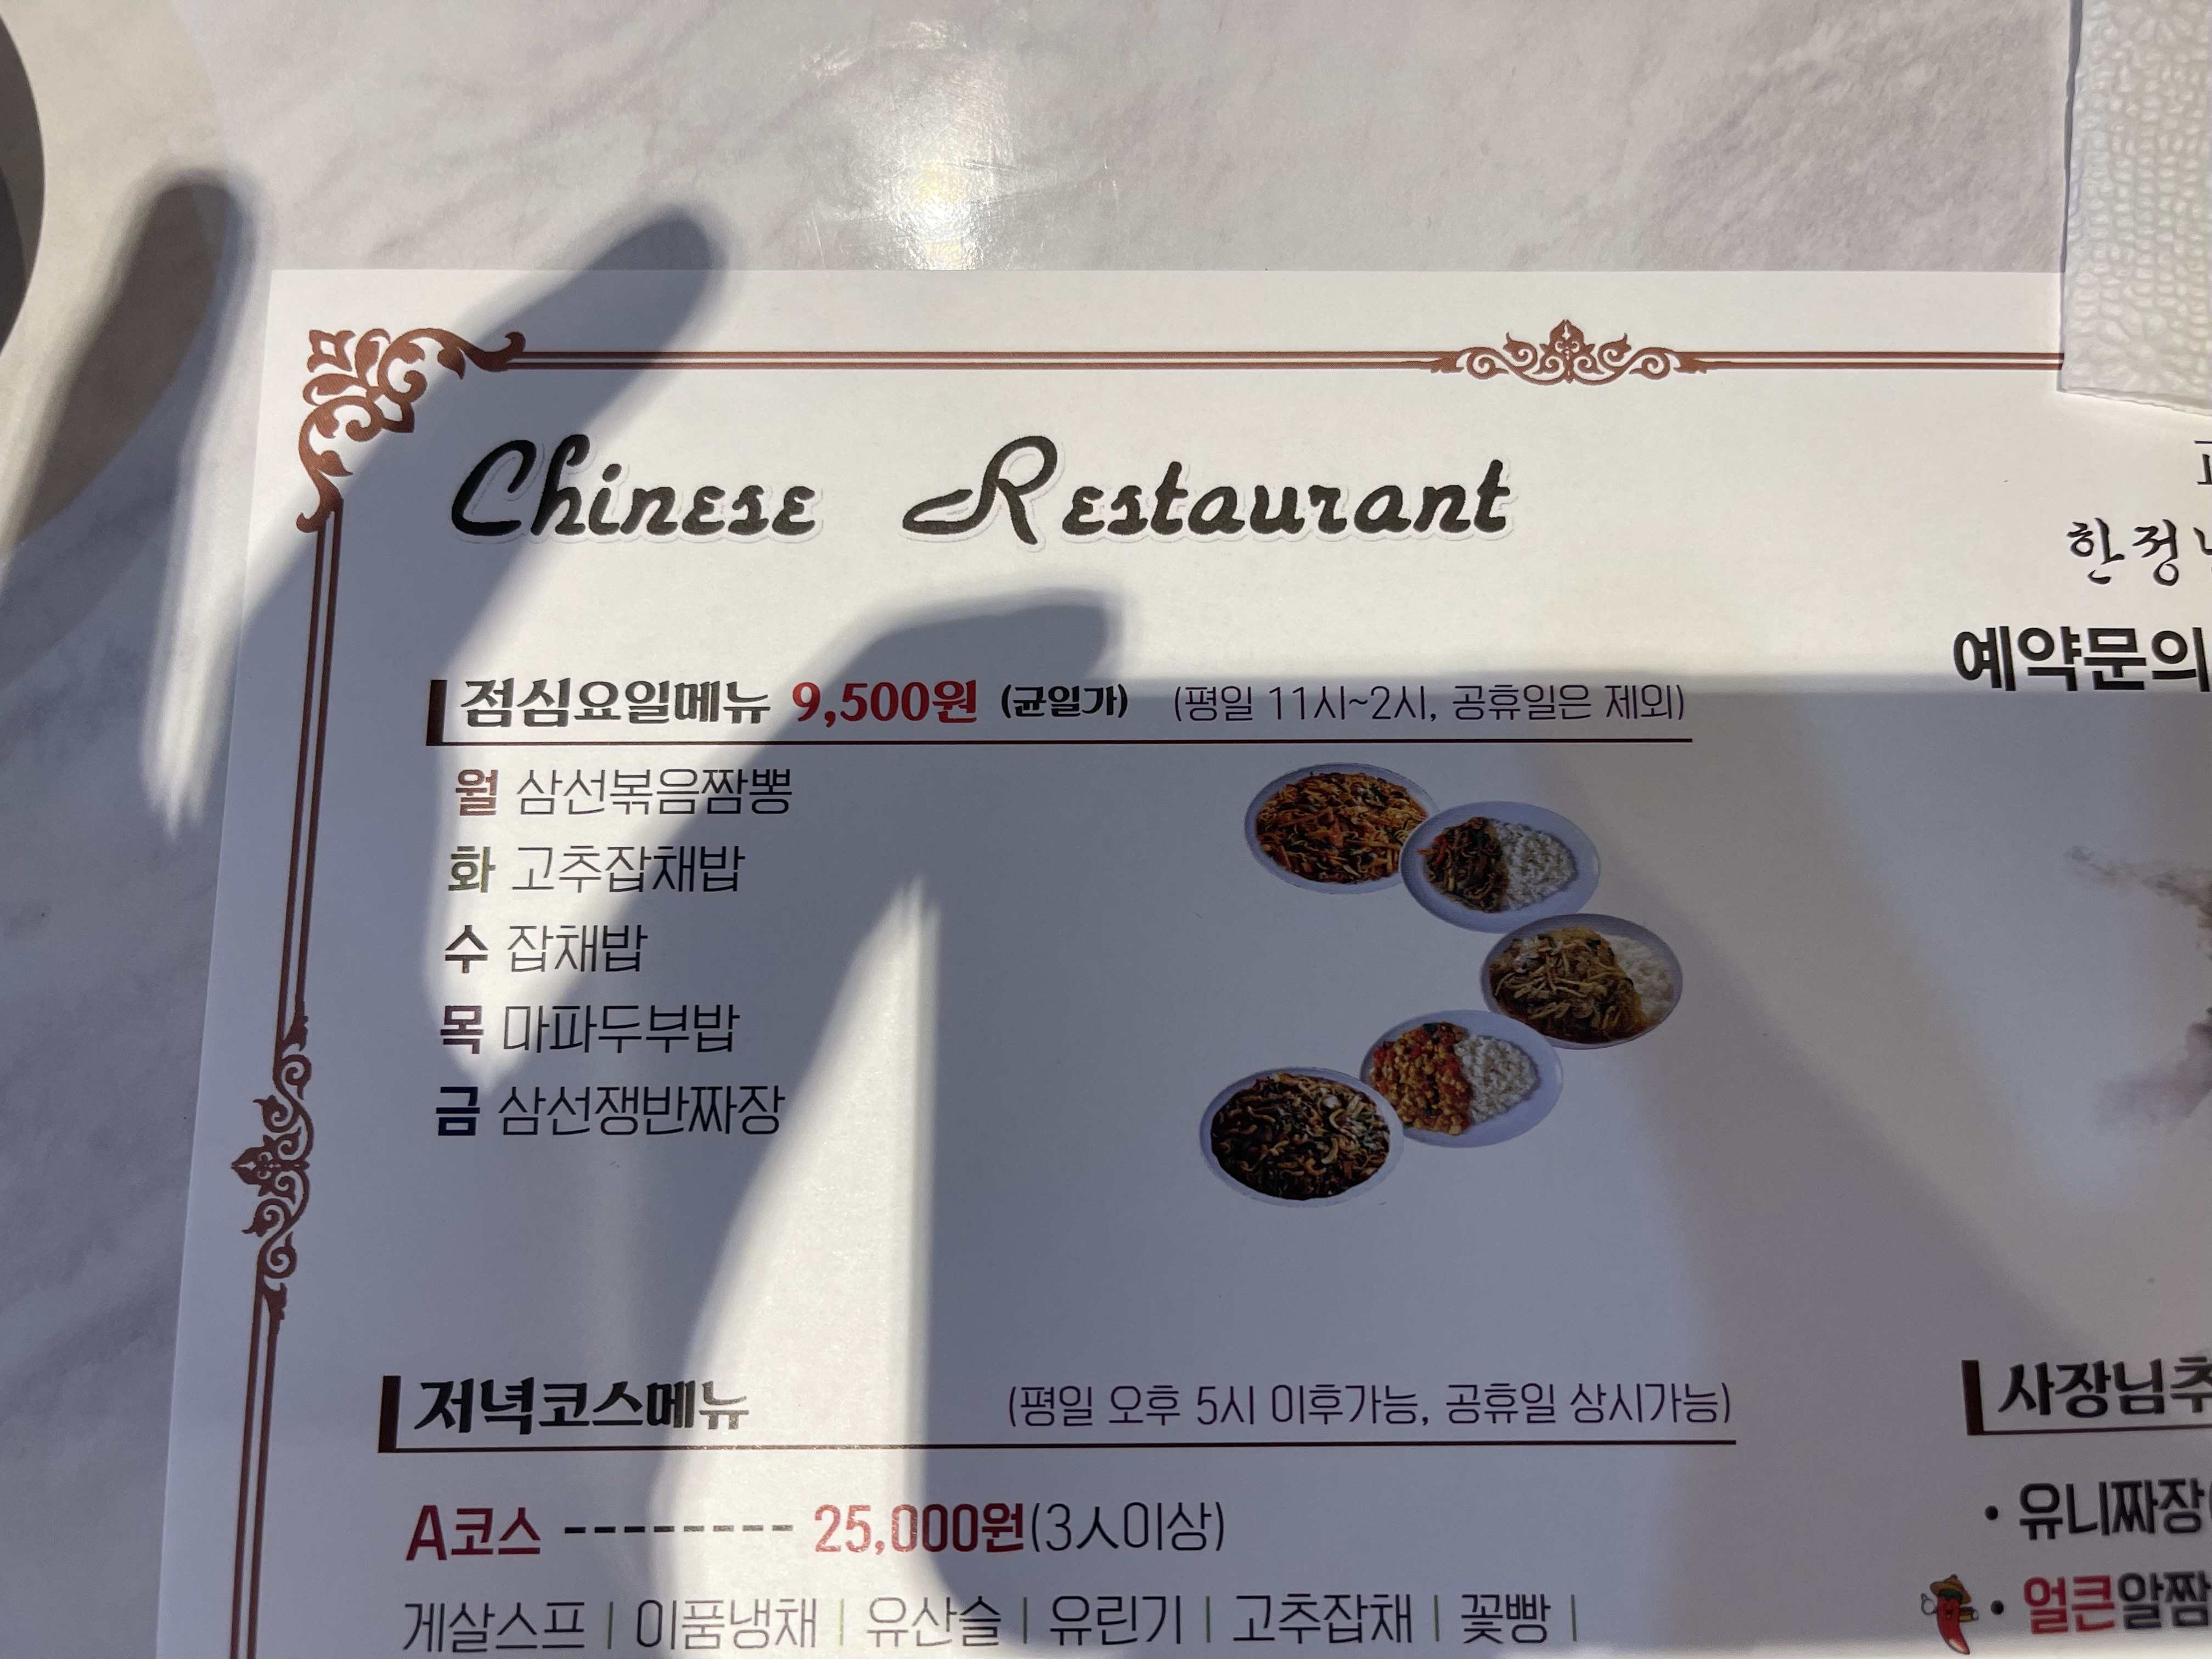 Chinese Restaurant
한정
예약문의
점심요일메뉴 9,500원 (균일가) (평일 11시~2시, 공휴일은 제외)
월 삼선볶음짬뽕
화 고추잡채밥
수 잡채밥
목 마파두부밥
금 삼선쟁반짜장
저녁코스메뉴 (평일 오후 5시 이후가능, 공휴일 상시가능)
A코스 -------- 25,000원(3人이상)
게살스프 | 이품냉채 | 유산슬 | 유린기 | 고추잡채 | 꽃빵 |
사장님추
• 유니짜장
• 얼큰알짬